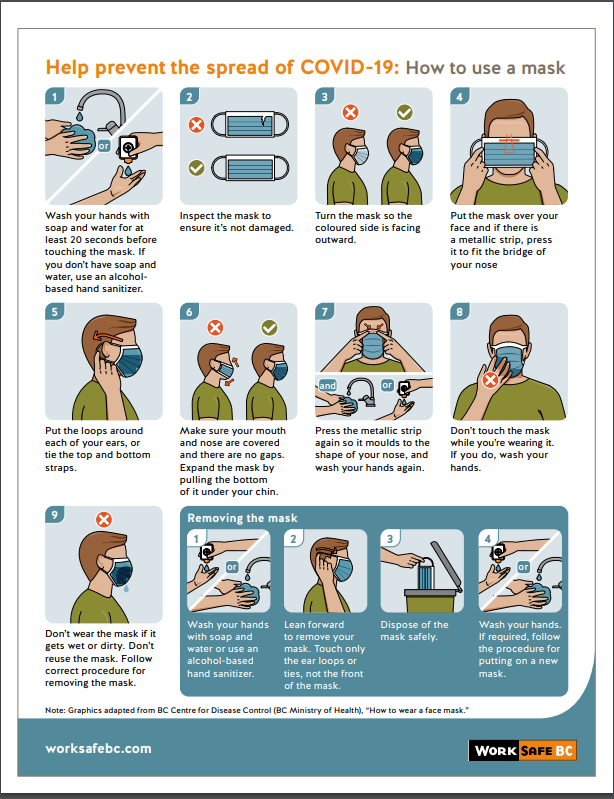 Help prevent the spread of COVID-19: How to use a mask
1
or
Wash your hands with
soap and water for at
least 20 seconds before
touching the mask. If
you don't have soap and
water, use an alcohol-
based hand sanitizer.
2
Inspect the mask to
ensure it's not damaged.
3
Turn the mask so the
coloured side is facing
outward.
4
Put the mask over your
face and if there is
a metallic strip, press
it to fit the bridge of
your nose
5
Put the loops around
each of your ears, or
tie the top and bottom
straps.
6
Make sure your mouth
and nose are covered
and there are no gaps.
Expand the mask by
pulling the bottom
of it under your chin.
7
and
or
Press the metallic strip
again so it moulds to the
shape of your nose, and
wash your hands again.
8
Don't touch the mask
while you're wearing it.
If you do, wash your
hands.
9
Don't wear the mask if it
gets wet or dirty. Don't
reuse the mask. Follow
correct procedure for
removing the mask.
Removing the mask
1
or
Wash your hands
with soap and
water or use an
alcohol-based
hand sanitizer.
2
Lean forward
to remove your
mask. Touch only
the ear loops or
ties, not the front
of the mask.
3
Dispose of the
mask safely.
4
or
Wash your hands.
If required, follow
the procedure for
putting on a new
mask.
Note: Graphics adapted from BC Centre for Disease Control (BC Ministry of Health), "How to wear a face mask."
worksafebc.com
WORK SAFE BC